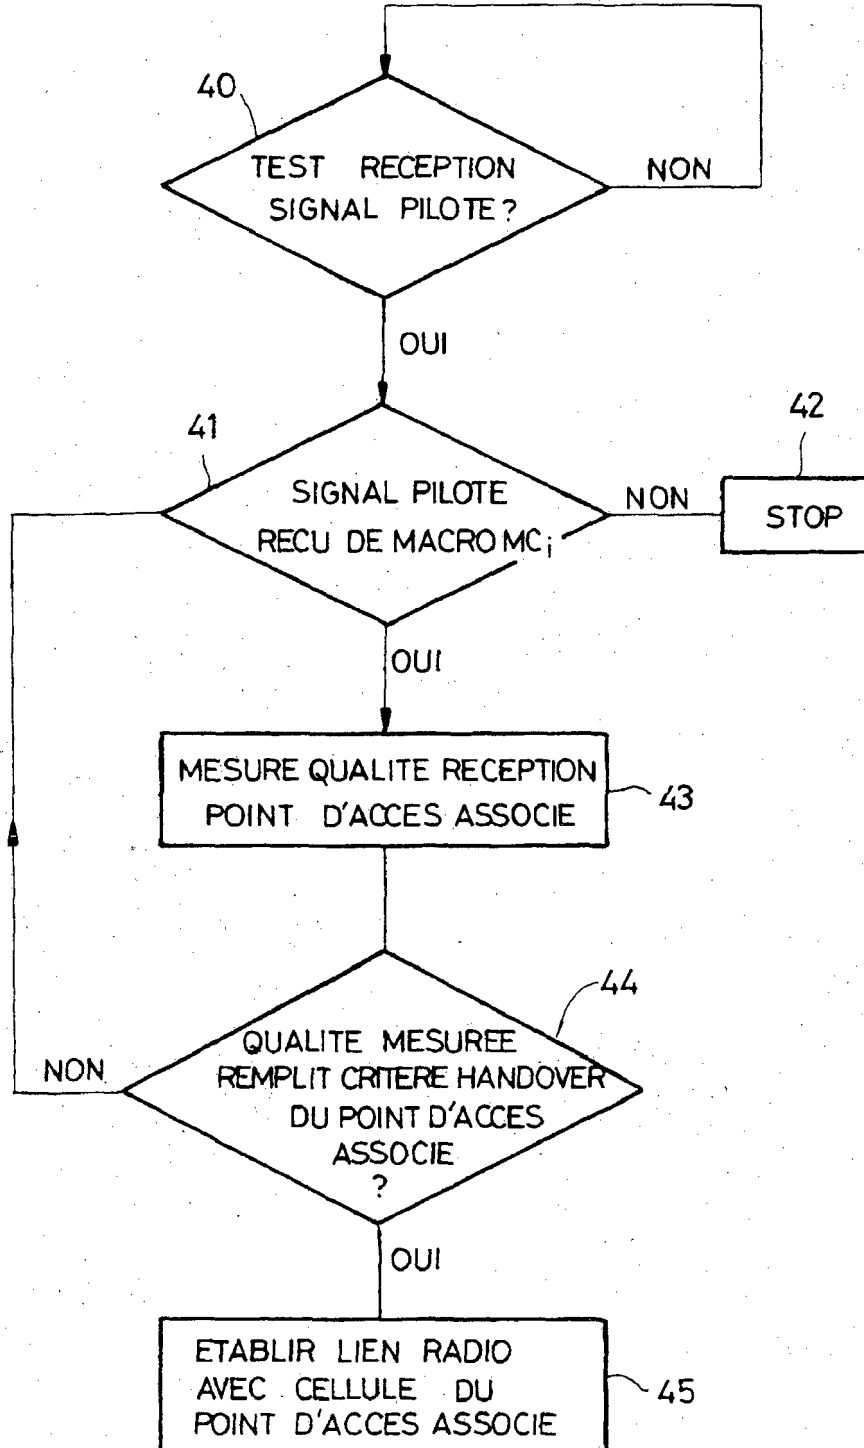 40
TEST RECEPTION
SIGNAL PILOTE?
NON
OUI
41
SIGNAL PILOTE
RECU DE MACRO MCi
NON
42
STOP
OUI
MESURE QUALITE RECEPTION
POINT D'ACCES ASSOCIE
43
44
QUALITE MESUREE
REMPLIT CRITERE HANDOVER
DU POINT D'ACCES
ASSOCIE
?
NON
OUI
ETABLIR LIEN RADIO
AVEC CELLULE DU
POINT D'ACCES ASSOCIE
45